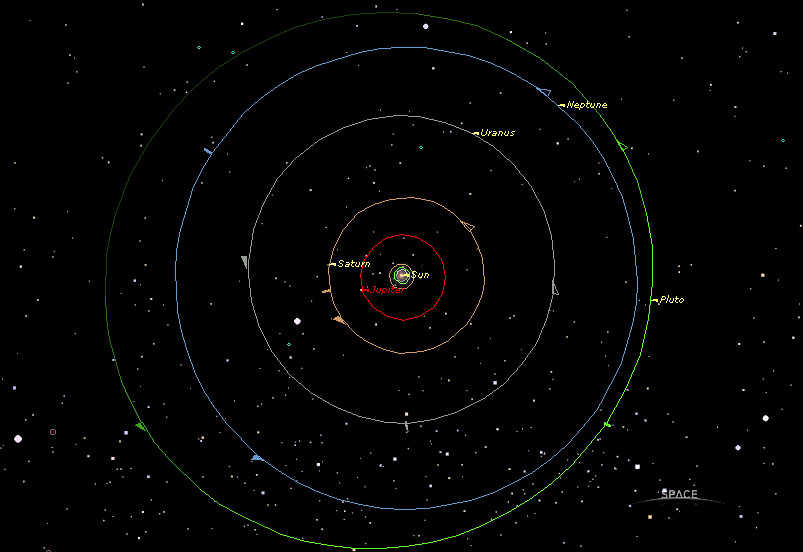 Neptune
Uranus
Saturn
Sun
Jupiter
Pluto
SPACE